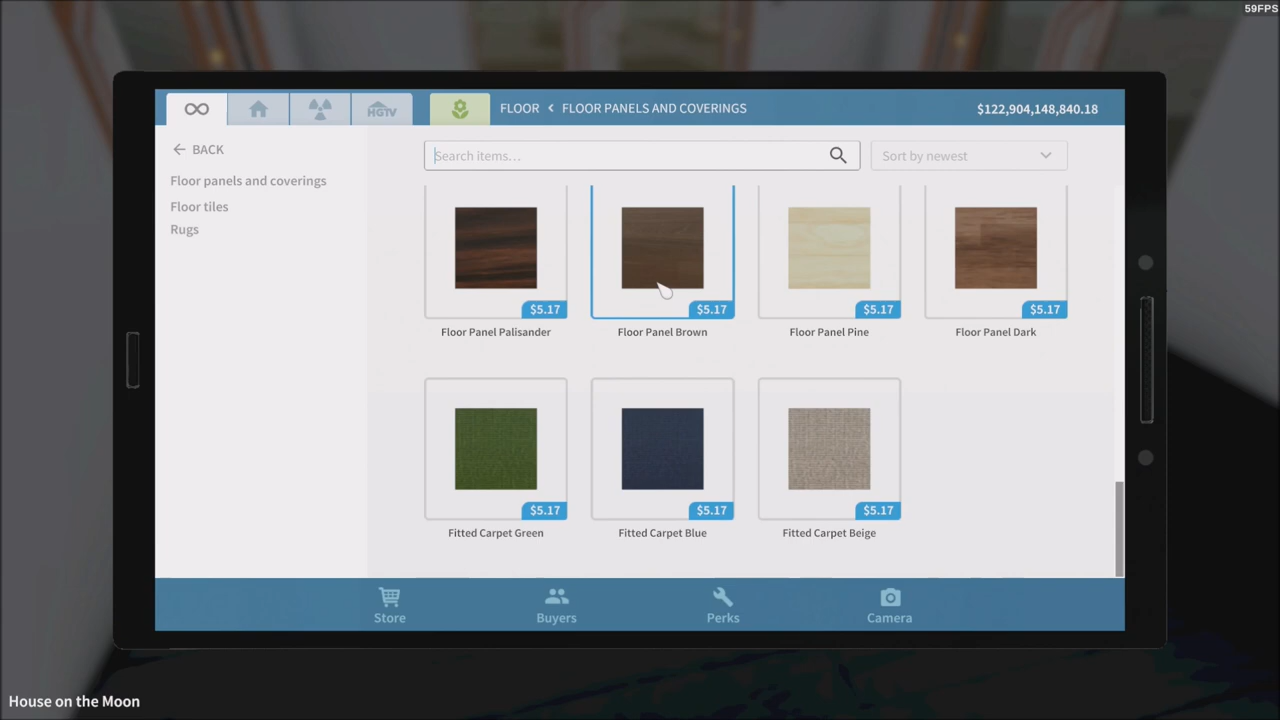 59FPS
HGTV
FLOOR < FLOOR PANELS AND COVERINGS
$122,904,148,840.18
BACK
Search items...
Sort by newest
Floor panels and coverings
Floor tiles
Rugs
$5.17
$5.17
$5.17
$5.17
Floor Panel Palisander
Floor Panel Brown
Floor Panel Pine
Floor Panel Dark
$5.17
$5.17
$5.17
Fitted Carpet Green
Fitted Carpet Blue
Fitted Carpet Beige
Store
Buyers
Perks
Camera
House on the Moon